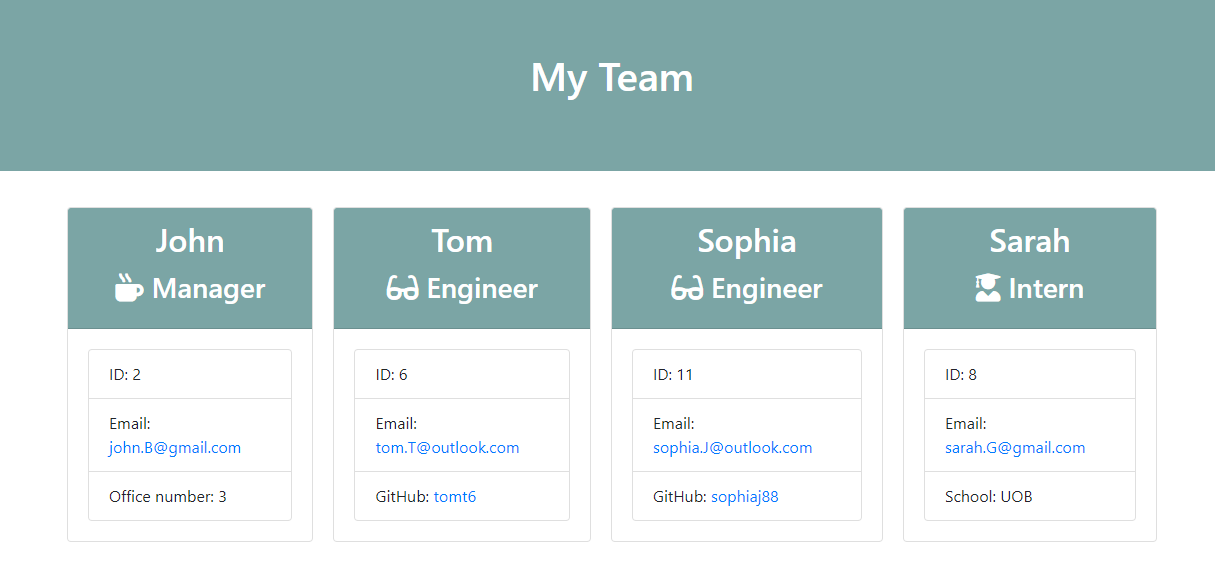 My Team
John
Manager
ID: 2
Email:
john.B@gmail.com
Office number: 3
Tom
Engineer
ID: 6
Email:
tom.T@outlook.com
GitHub: tomt6
Sophia
Engineer
ID: 11
Email:
sophia.J@outlook.com
GitHub: sophiaj88
Sarah
Intern
ID: 8
Email:
sarah.G@gmail.com
School: UOB